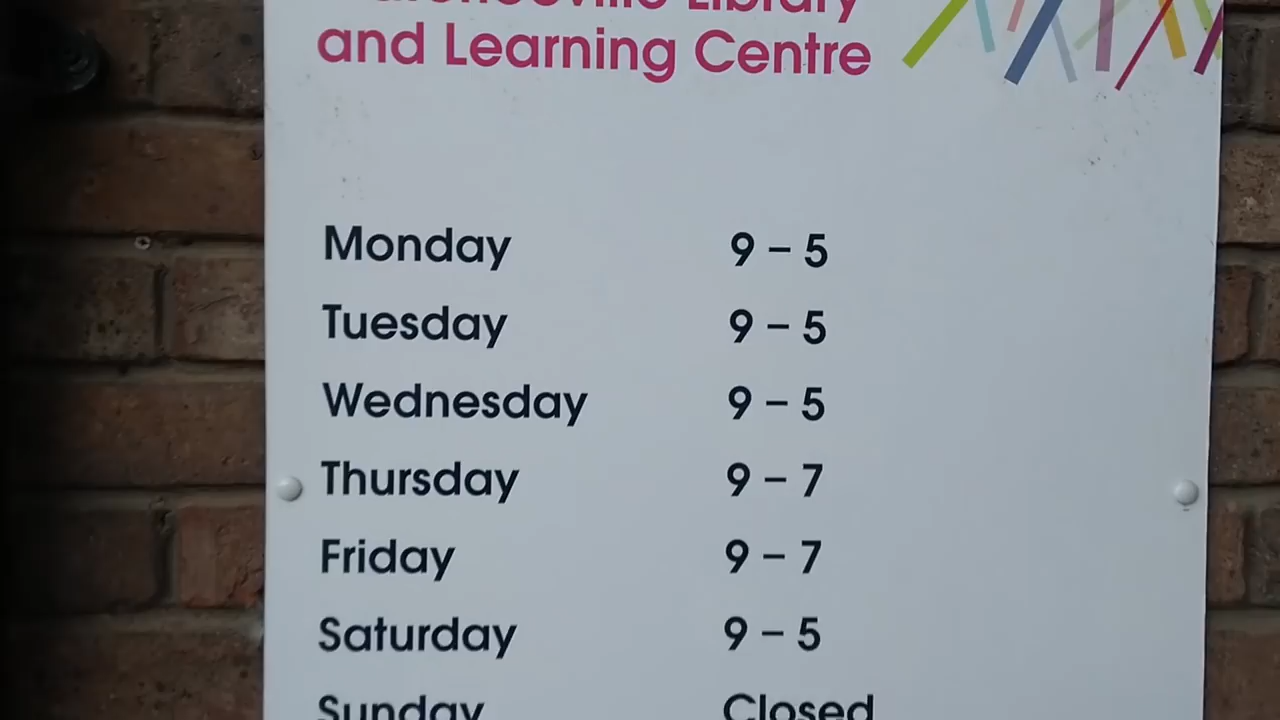 Library
and Learning Centre
Monday 9 – 5
Tuesday 9 – 5
Wednesday 9 – 5
Thursday 9 – 7
Friday 9 – 7
Saturday 9 – 5
Sunday Closed